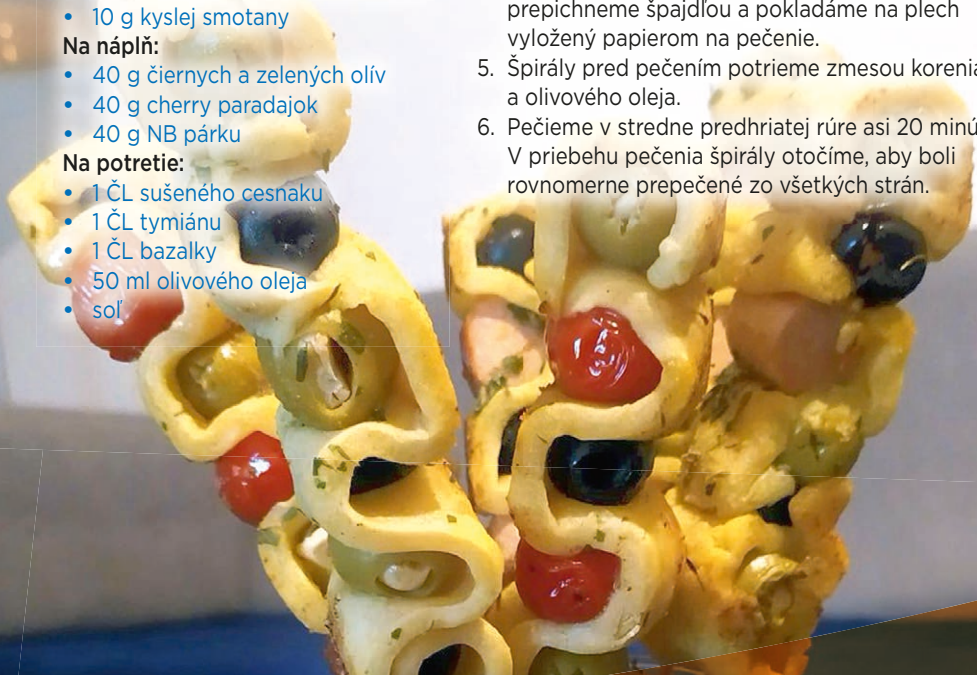 • 10 g kyslej smotany
Na náplň:
• 40 g čiernych a zelených olív
• 40 g cherry paradajok
• 40 g NB párku
Na potretie:
• 1 ČL sušeného cesnaku
• 1 ČL tymiánu
• 1 ČL bazalky
• 50 ml olivového oleja
• soľ
prepichneme špajdľou a pokladáme na plech
vyložený papierom na pečenie.
5. Špirály pred pečením potrieme zmesou korenia
a olivového oleja.
6. Pečieme v stredne predhriatej rúre asi 20 minú
V priebehu pečenia špirály otočíme, aby boli
rovnomerne prepečené zo všetkých strán.